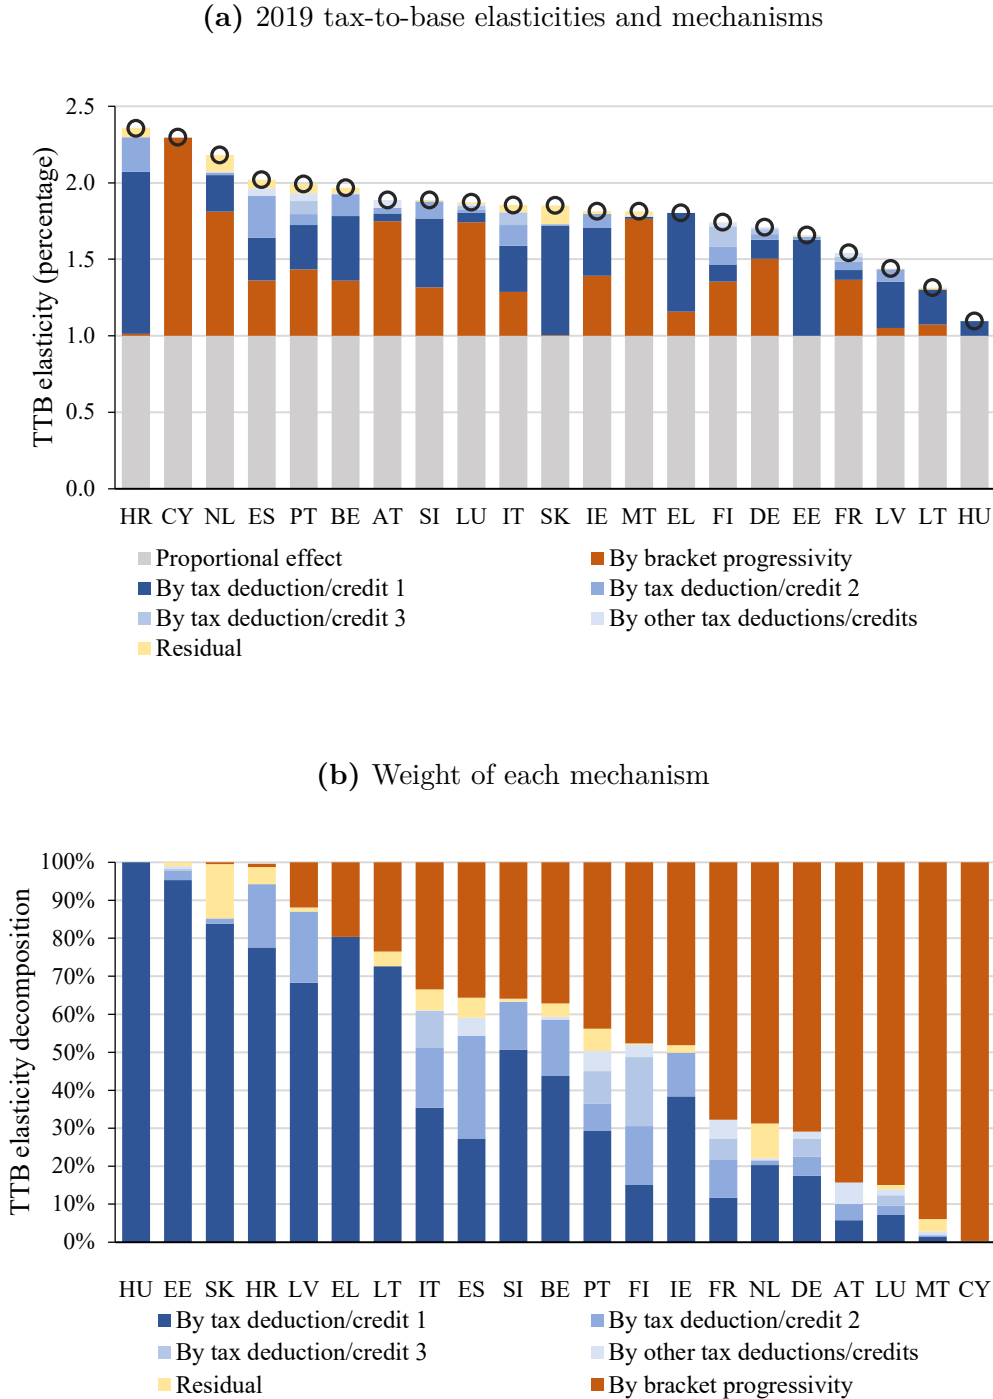 (a) 2019 tax-to-base elasticities and mechanisms
TTB elasticity (percentage)
2.5
2.0
1.5
1.0
0.5
0.0
HR CY NL ES PT BE AT SI LU IT SK IE MT EL FI DE EE FR LV LT HU
Proportional effect
By bracket progressivity
By tax deduction/credit 1
By tax deduction/credit 2
By tax deduction/credit 3
By other tax deductions/credits
Residual
(b) Weight of each mechanism
TTB elasticity decomposition
100%
90%
80%
70%
60%
50%
40%
30%
20%
10%
0%
HU EE SK HR LV EL LT IT ES SI BE PT FI IE FR NL DE AT LU MT CY
By tax deduction/credit 1
By tax deduction/credit 2
By tax deduction/credit 3
By other tax deductions/credits
Residual
By bracket progressivity